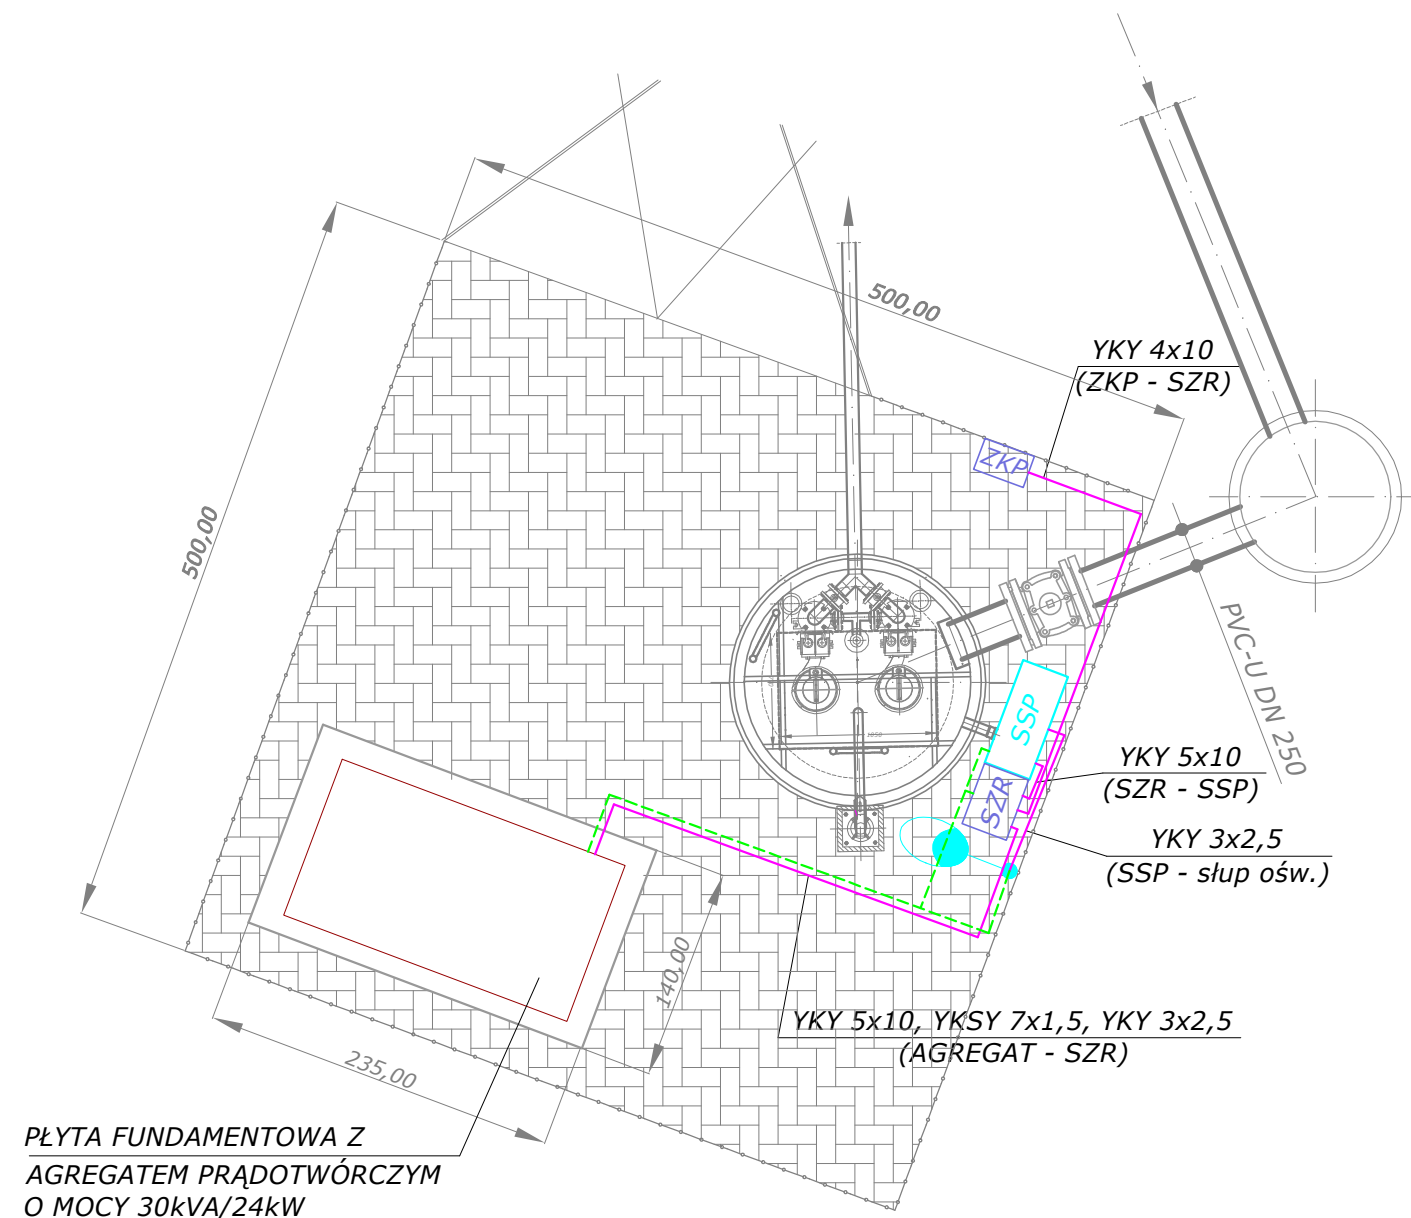 500,00
YKY 4x10
(ZKP - SZR)
ZKP
500,00
PVC-U DN 250
SSP
1050
YKY 5x10
(SZR - SSP)
SZR
YKY 3x2,5
(SSP - słup ośw.)
140,00
YKY 5x10, YKSY 7x1,5, YKY 3x2,5
(AGREGAT - SZR)
235,00
PŁYTA FUNDAMENTOWA Z
AGREGATEM PRĄDOTWÓRCZYM
O MOCY 30kVA/24kW